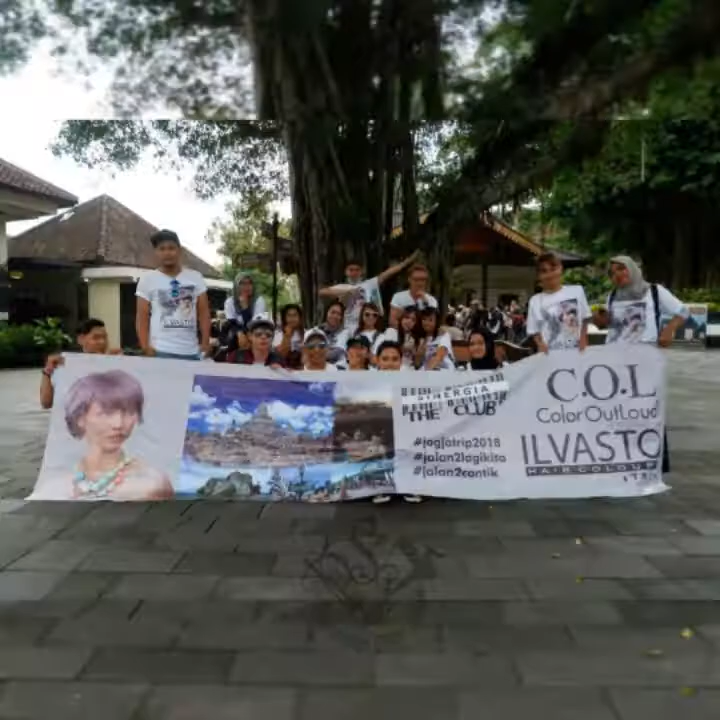 SINERGIA
THE CLUB
#jogjatrip2018
#jalan2lagikita
#jalan2cantik
C.O.L
ColorOutLoud
ILVASTO
HAIR COLOUR